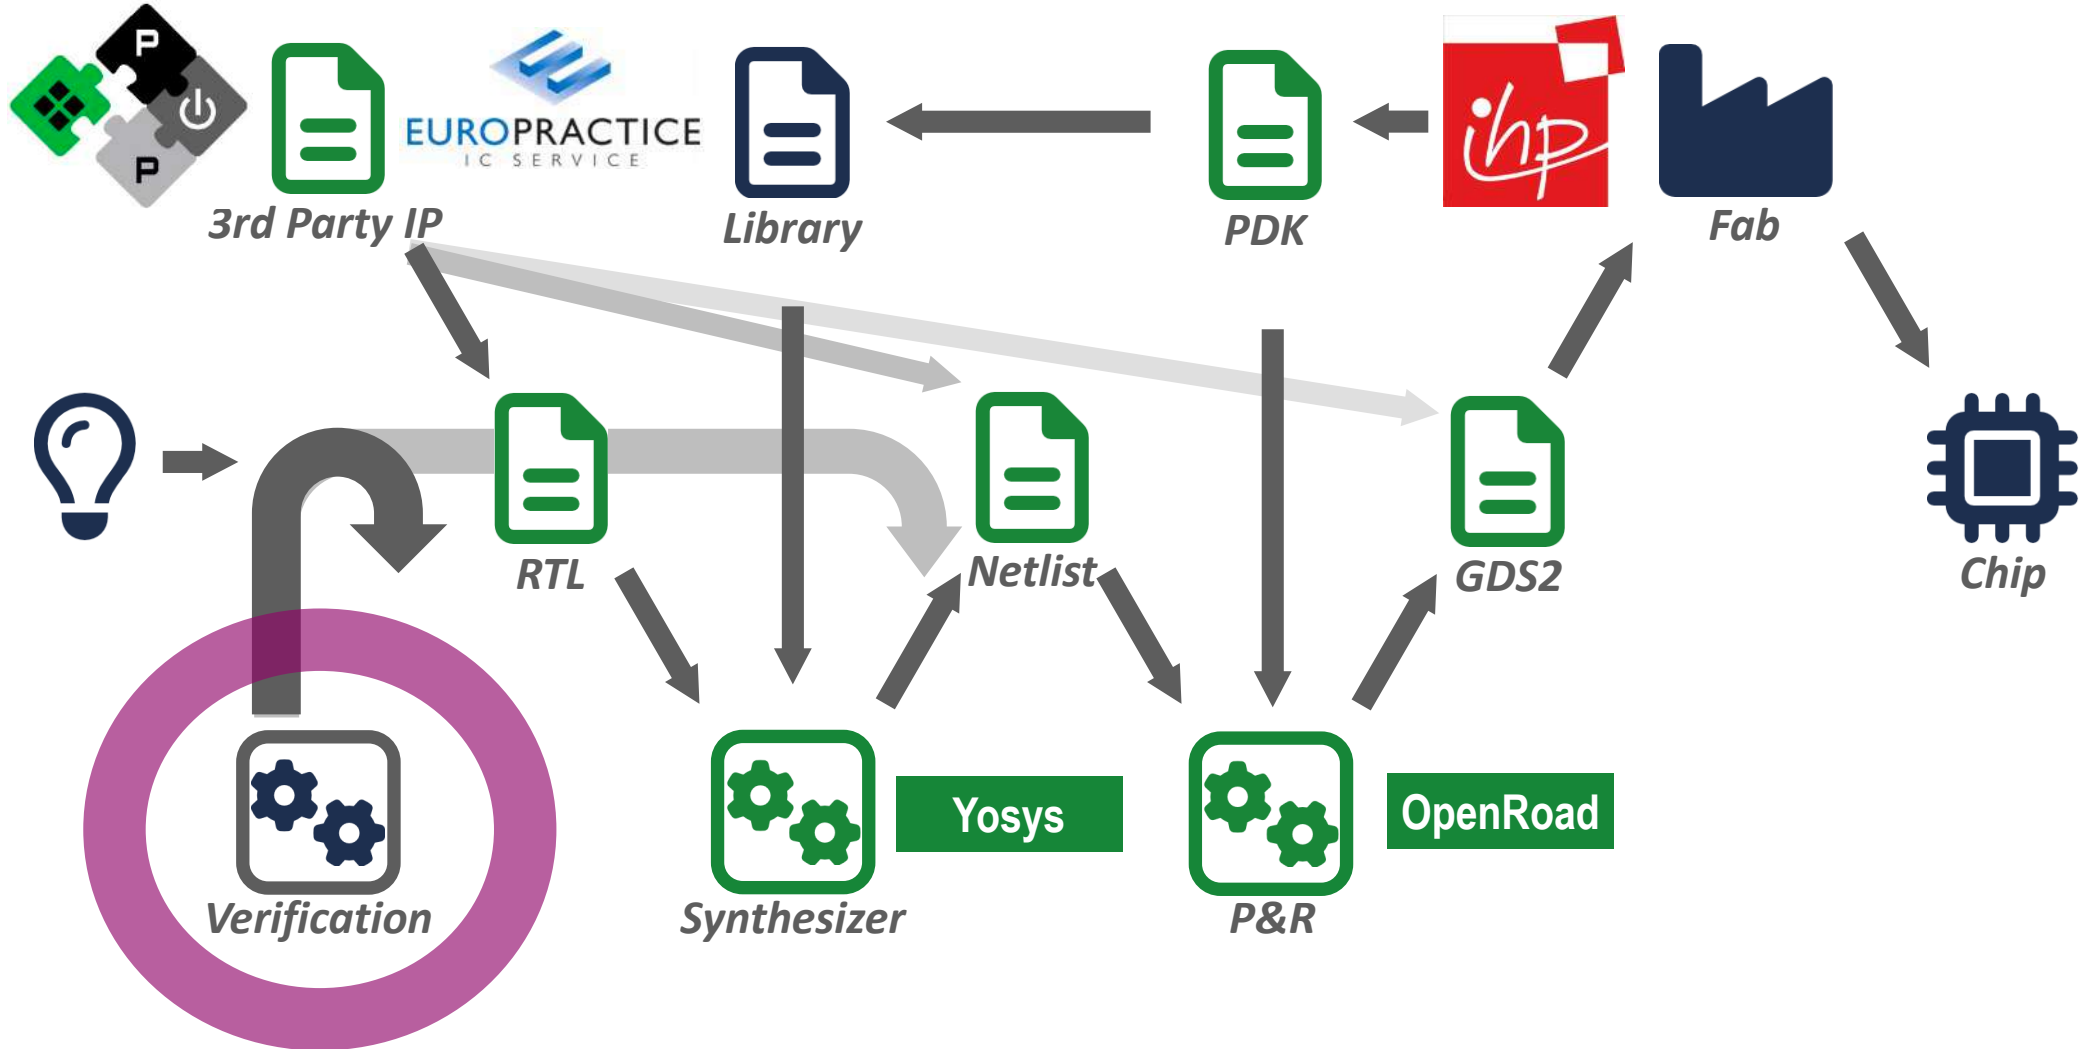 P
P
EUROPRACTICE
IC SERVICE
ihp
3rd Party IP
Library
PDK
Fab
RTL
Netlist
GDS2
Chip
Yosys
OpenRoad
Verification
Synthesizer
P&R